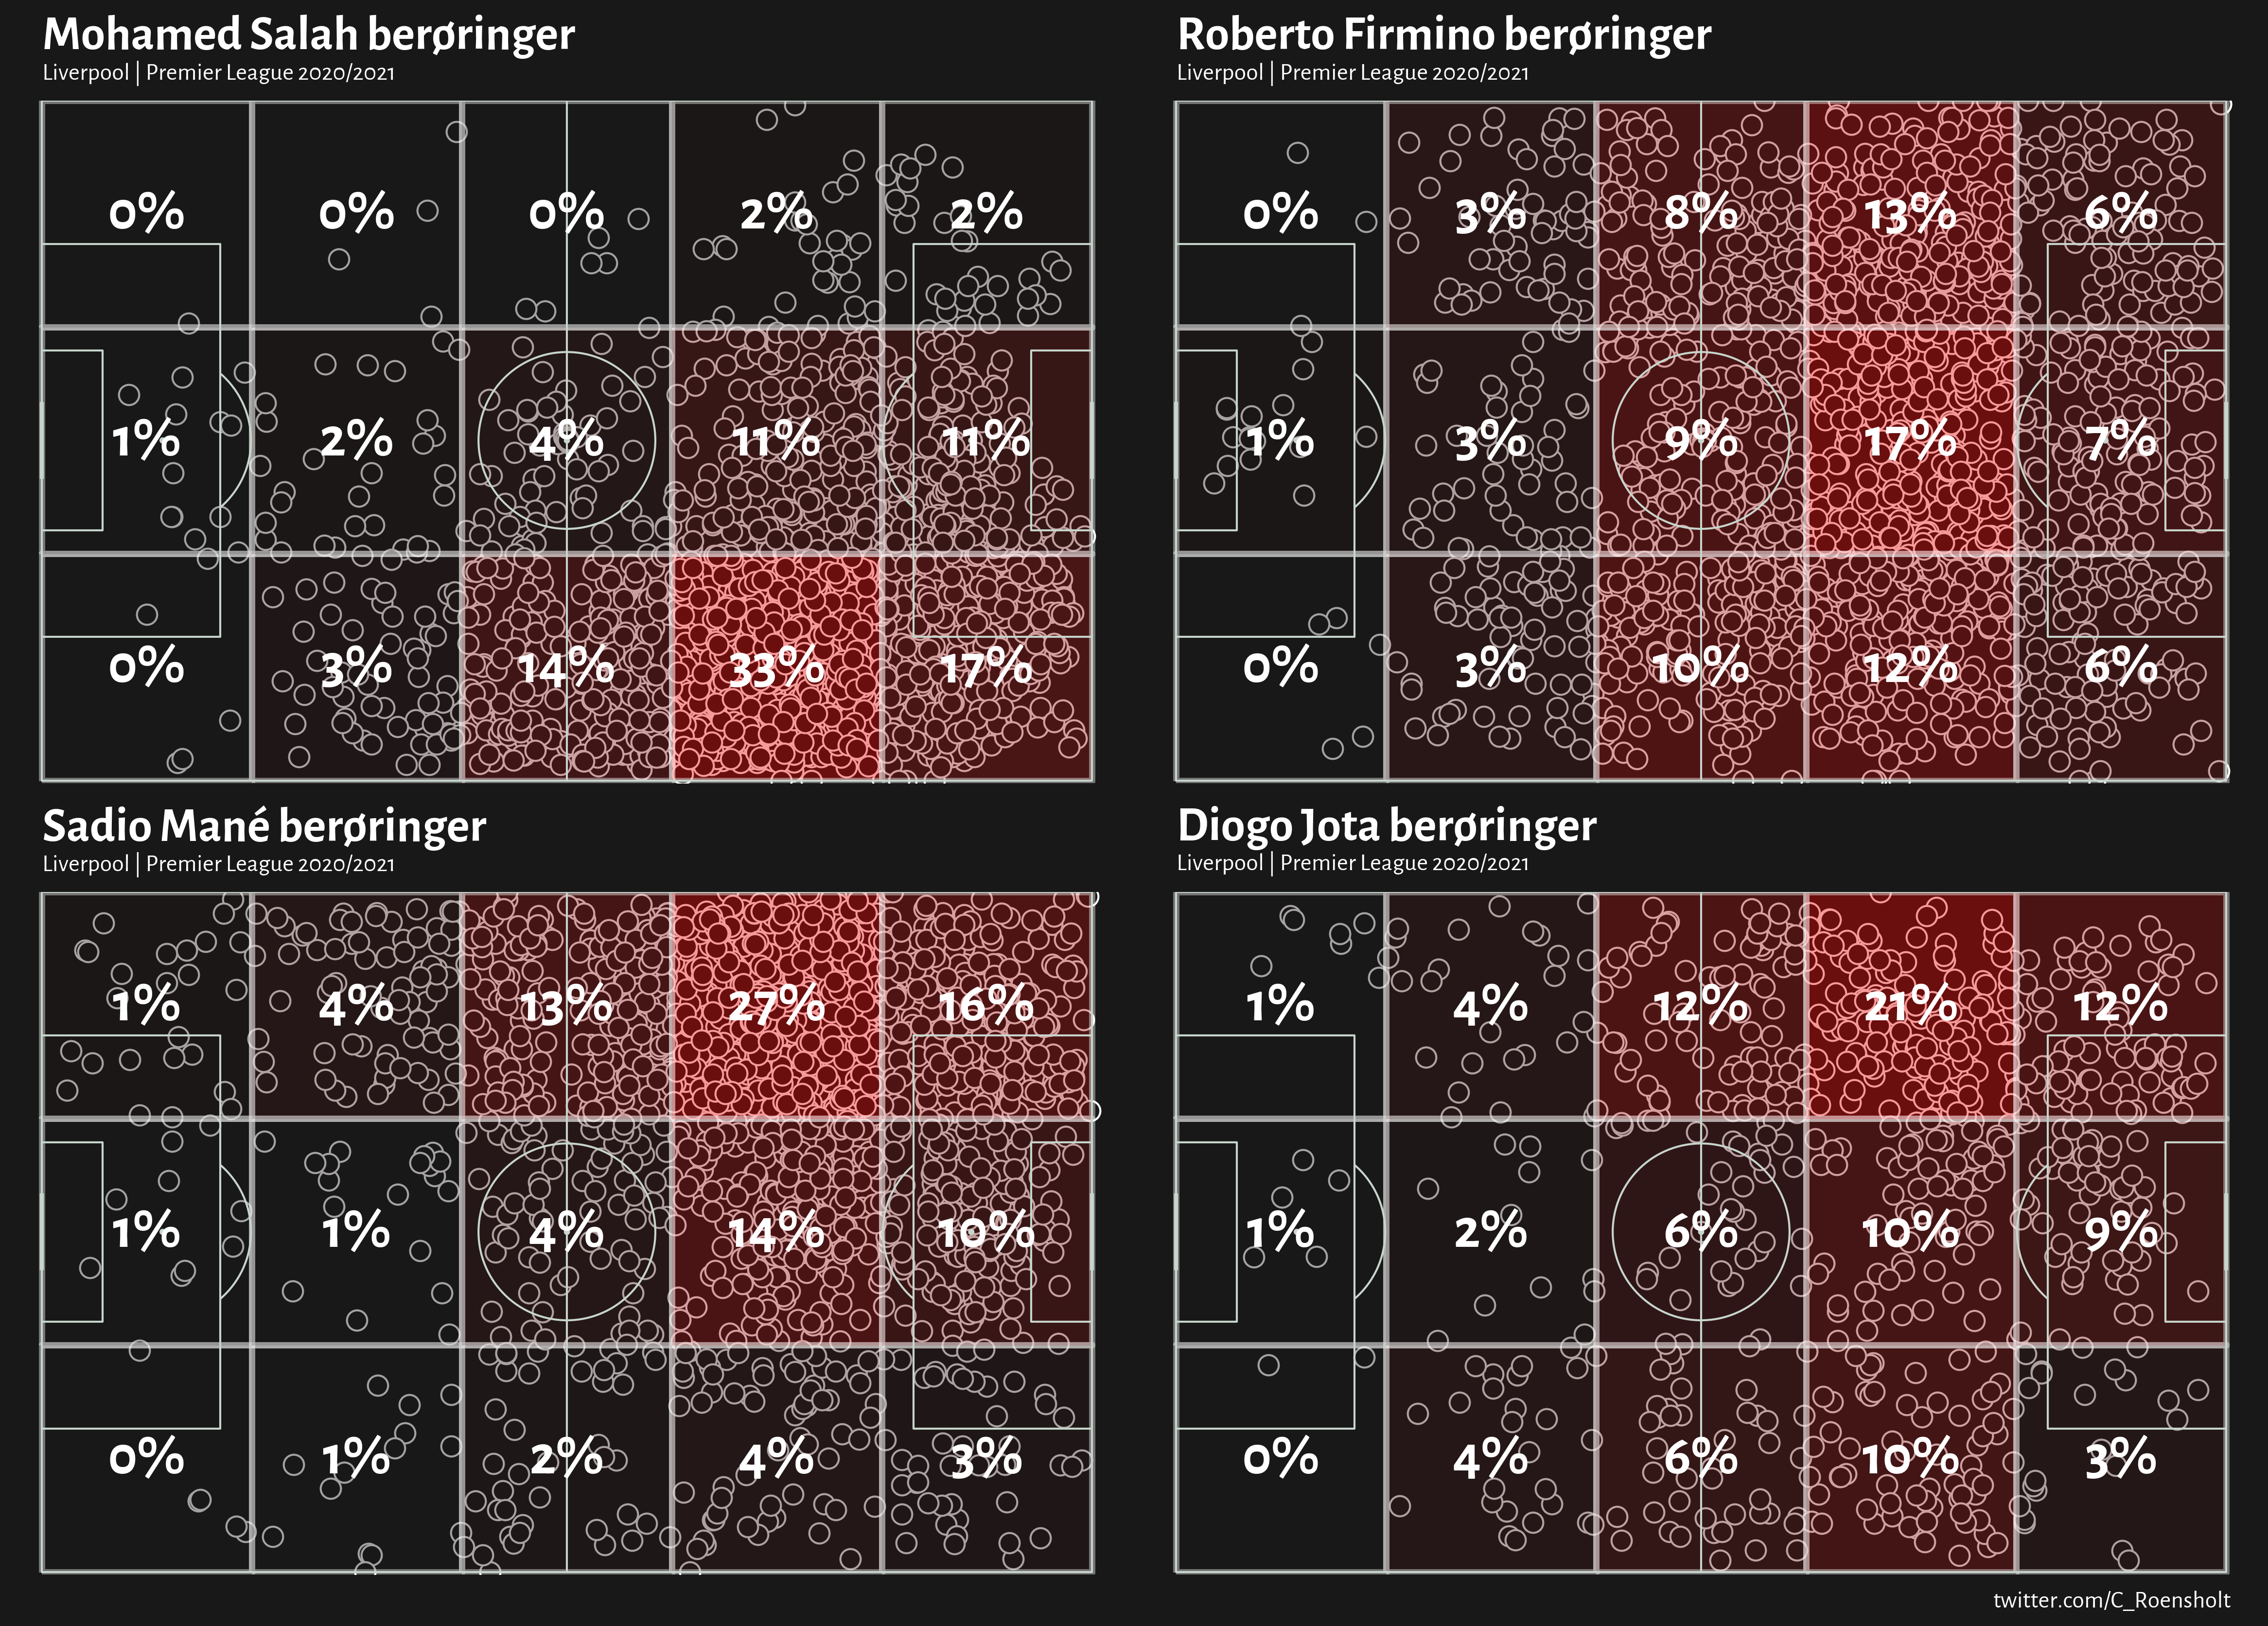 Mohamed Salah berøringer
Liverpool | Premier League 2020/2021
0% 0% 0% 2% 2%
1% 2% 4% 11% 11%
0% 3% 14% 33% 17%
Roberto Firmino berøringer
Liverpool | Premier League 2020/2021
0% 3% 8% 13% 6%
1% 3% 9% 17% 7%
0% 3% 10% 12% 6%
Sadio Mané berøringer
Liverpool | Premier League 2020/2021
1% 4% 13% 27% 16%
1% 1% 4% 14% 10%
0% 1% 2% 4% 3%
Diogo Jota berøringer
Liverpool | Premier League 2020/2021
1% 4% 12% 21% 12%
1% 2% 6% 10% 9%
0% 4% 6% 10% 3%
twitter.com/C_Roensholt